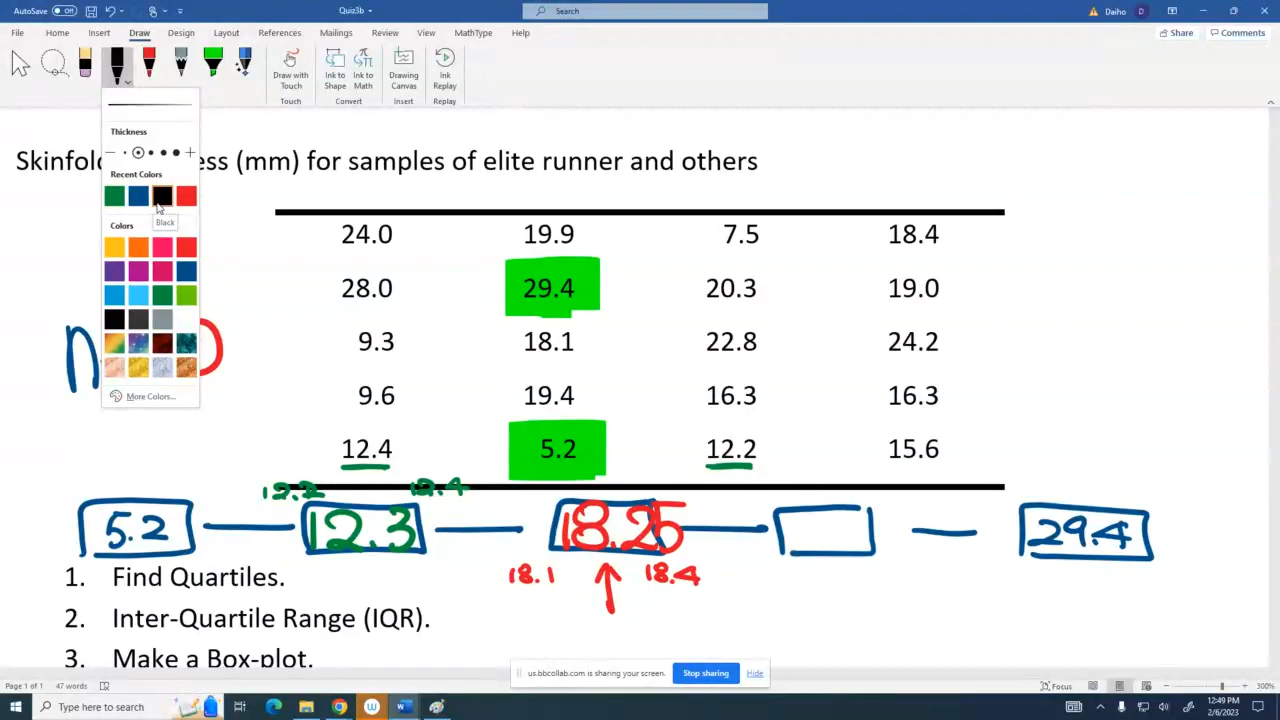 AutoSave Off Quiz3b Search Daiho D
File Home Insert Draw Design Layout References Mailings Review View MathType Help Share Comments
Draw with Touch Ink to Shape Ink to Math Drawing Canvas Ink Replay
Touch Convert Insert Replay
Thickness
Recent Colors
Black
Colors
More Colors...
Skinfol ess (mm) for samples of elite runner and others
24.0 19.9 7.5 18.4
28.0 29.4 20.3 19.0
9.3 18.1 22.8 24.2
9.6 19.4 16.3 16.3
12.4 5.2 12.2 15.6
12.2 12.4
5.2 12.3 18.25 29.4
18.1 18.4
1. Find Quartiles.
2. Inter-Quartile Range (IQR).
3. Make a Box-plot.
us.bbcollab.com is sharing your screen. Stop sharing Hide
Page 1 of 1 47 words Focus 300%
Type here to search 12:49 PM
2/6/2023